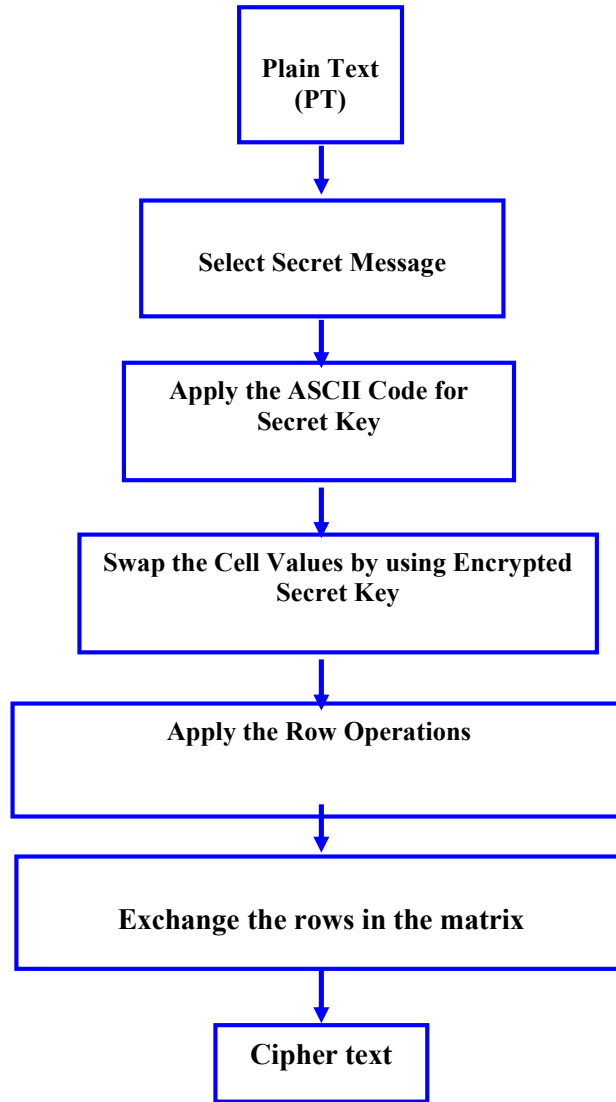 Plain Text
(PT)
Select Secret Message
Apply the ASCII Code for
Secret Key
Swap the Cell Values by using Encrypted
Secret Key
Apply the Row Operations
Exchange the rows in the matrix
Cipher text